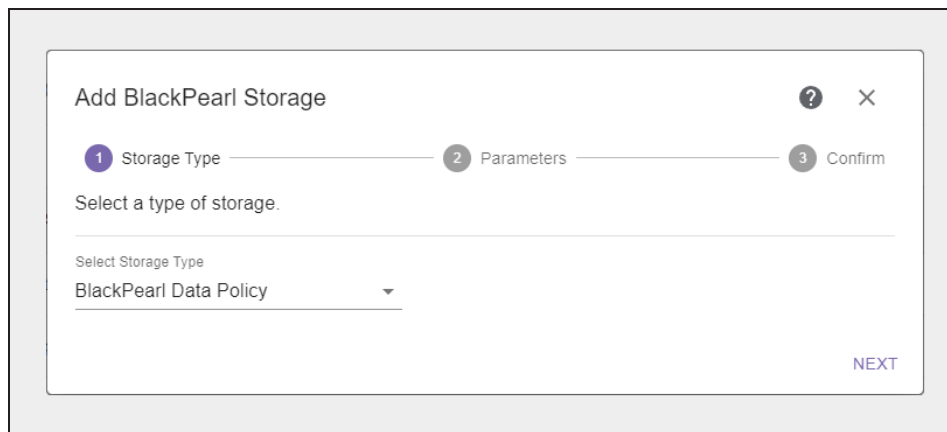 Add BlackPearl Storage
1 Storage Type 2 Parameters 3 Confirm
Select a type of storage.
Select Storage Type
BlackPearl Data Policy
NEXT